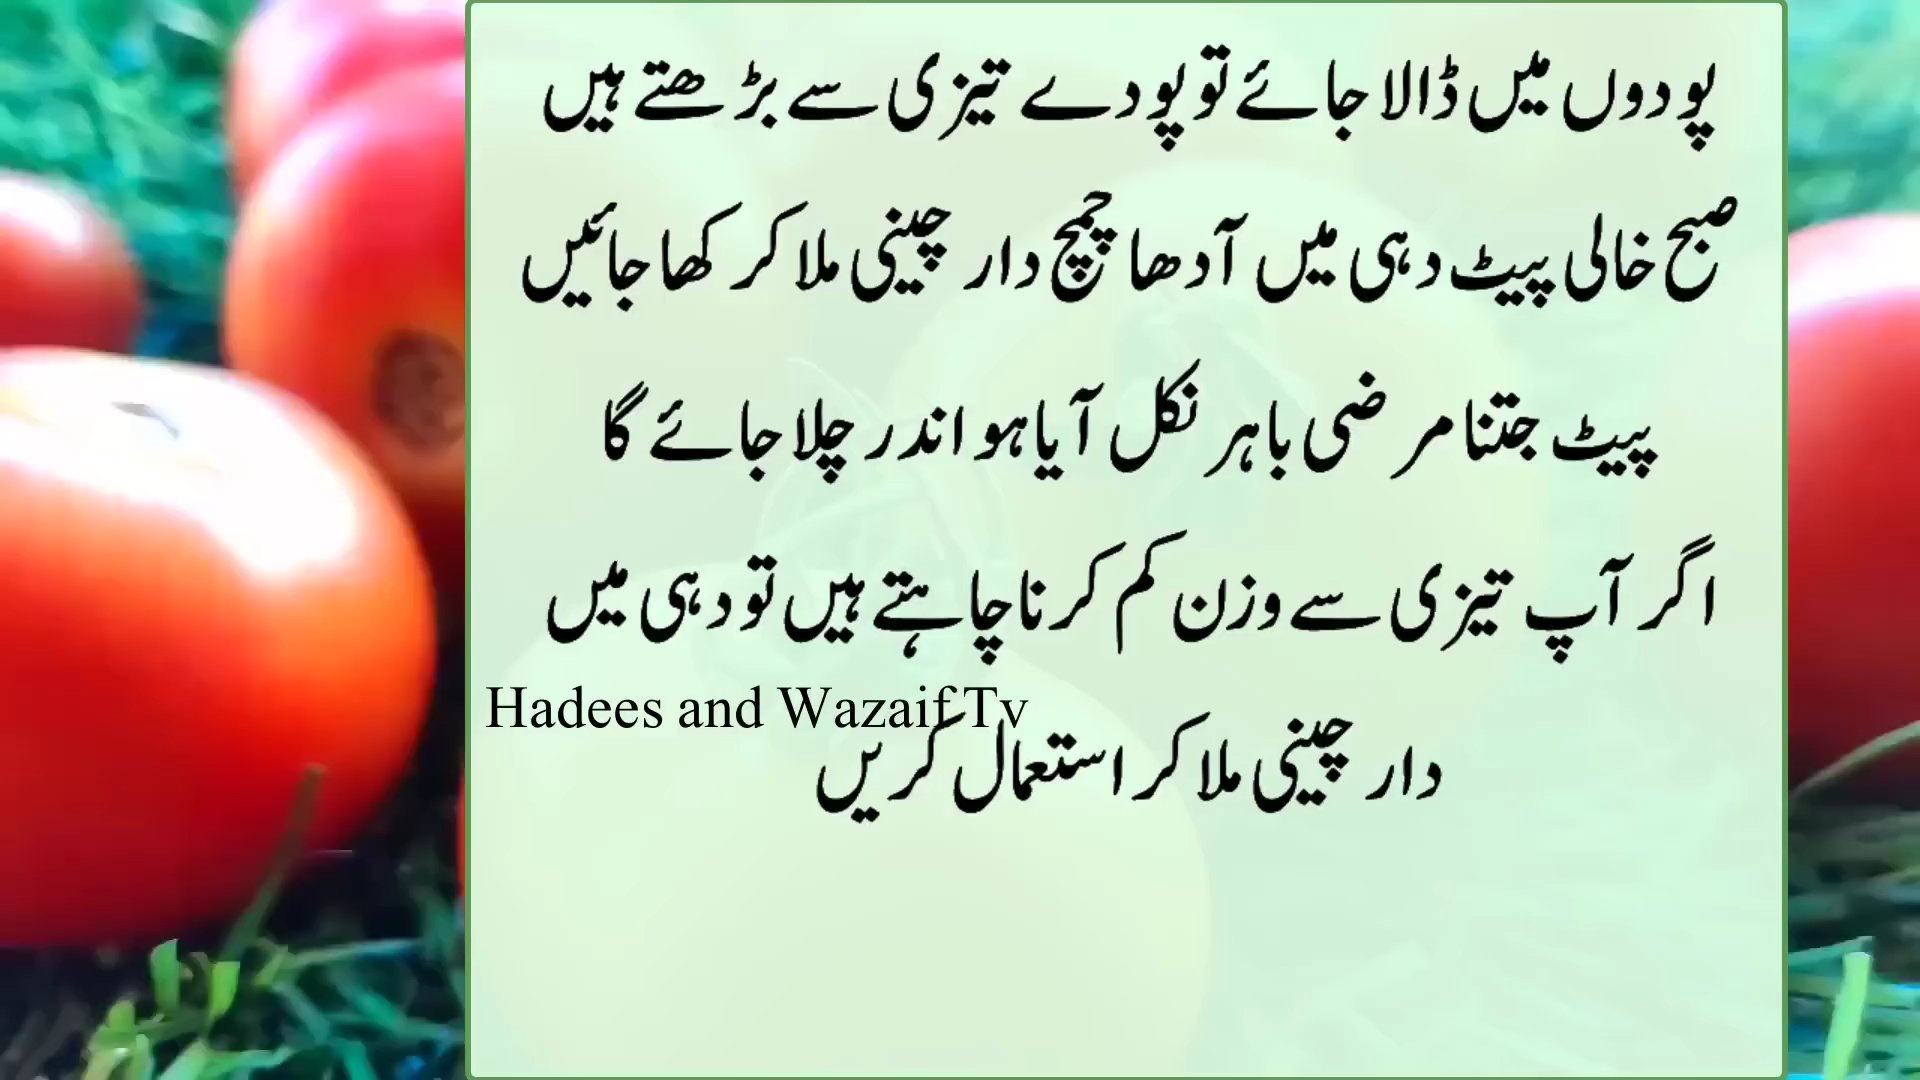 پودوں میں ڈالا جائے تو پودے تیزی سے بڑھتے ہیں
صبح خالی پیٹ دہی میں آدھا چمچ دار چینی ملا کر کھا جائیں
پیٹ جتنا مرضی باہر نکل آیا ہو اندر چلا جائے گا
اگر آپ تیزی سے وزن کم کرنا چاہتے ہیں تو دہی میں
Hadees and Wazaif Tv
دار چینی ملا کر استعمال کریں